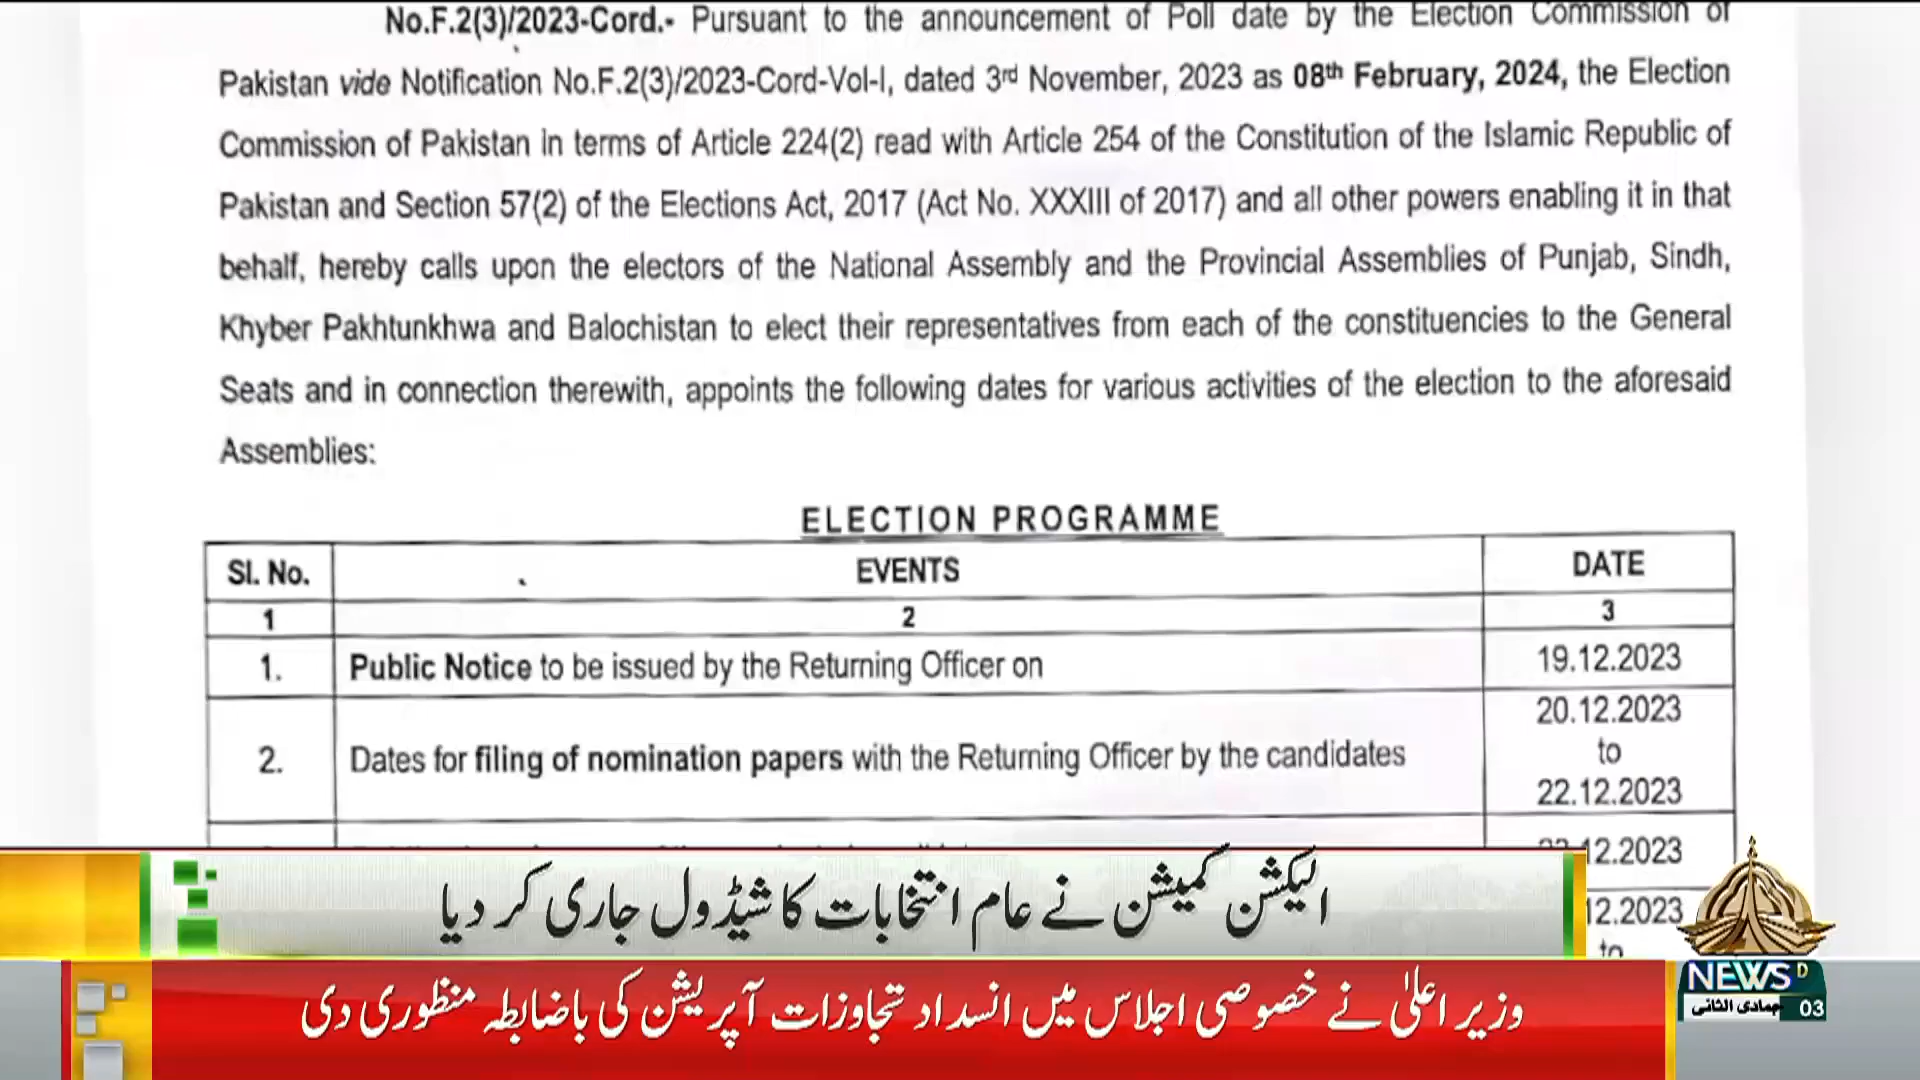 No.F.2(3)/2023-Cord.- Pursuant to the announcement of Poll date by the Election Commission of
Pakistan vide Notification No.F.2(3)/2023-Cord-Vol-I, dated 3rd November, 2023 as 08th February, 2024, the Election
Commission of Pakistan in terms of Article 224(2) read with Article 254 of the Constitution of the Islamic Republic of
Pakistan and Section 57(2) of the Elections Act, 2017 (Act No. XXXIII of 2017) and all other powers enabling it in that
behalf, hereby calls upon the electors of the National Assembly and the Provincial Assemblies of Punjab, Sindh,
Khyber Pakhtunkhwa and Balochistan to elect their representatives from each of the constituencies to the General
Seats and in connection therewith, appoints the following dates for various activities of the election to the aforesaid
Assemblies:
ELECTION PROGRAMME
Sl. No. EVENTS DATE
1 2 3
1. Public Notice to be issued by the Returning Officer on 19.12.2023
20.12.2023
2. Dates for filing of nomination papers with the Returning Officer by the candidates to
22.12.2023
12.2023
12.2023
to
الیکشن کمیشن نے عام انتخابات کا شیڈول جاری کر دیا
وزیر اعلیٰ نے خصوصی اجلاس میں انسداد تجاوزات آپریشن کی باضابطہ منظوری دی
NEWS D
جمادی الثانی 03